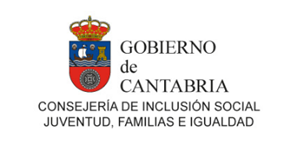 GOBIERNO
de
CANTABRIA
CONSEJERÍA DE INCLUSIÓN SOCIAL
JUVENTUD, FAMILIAS E IGUALDAD